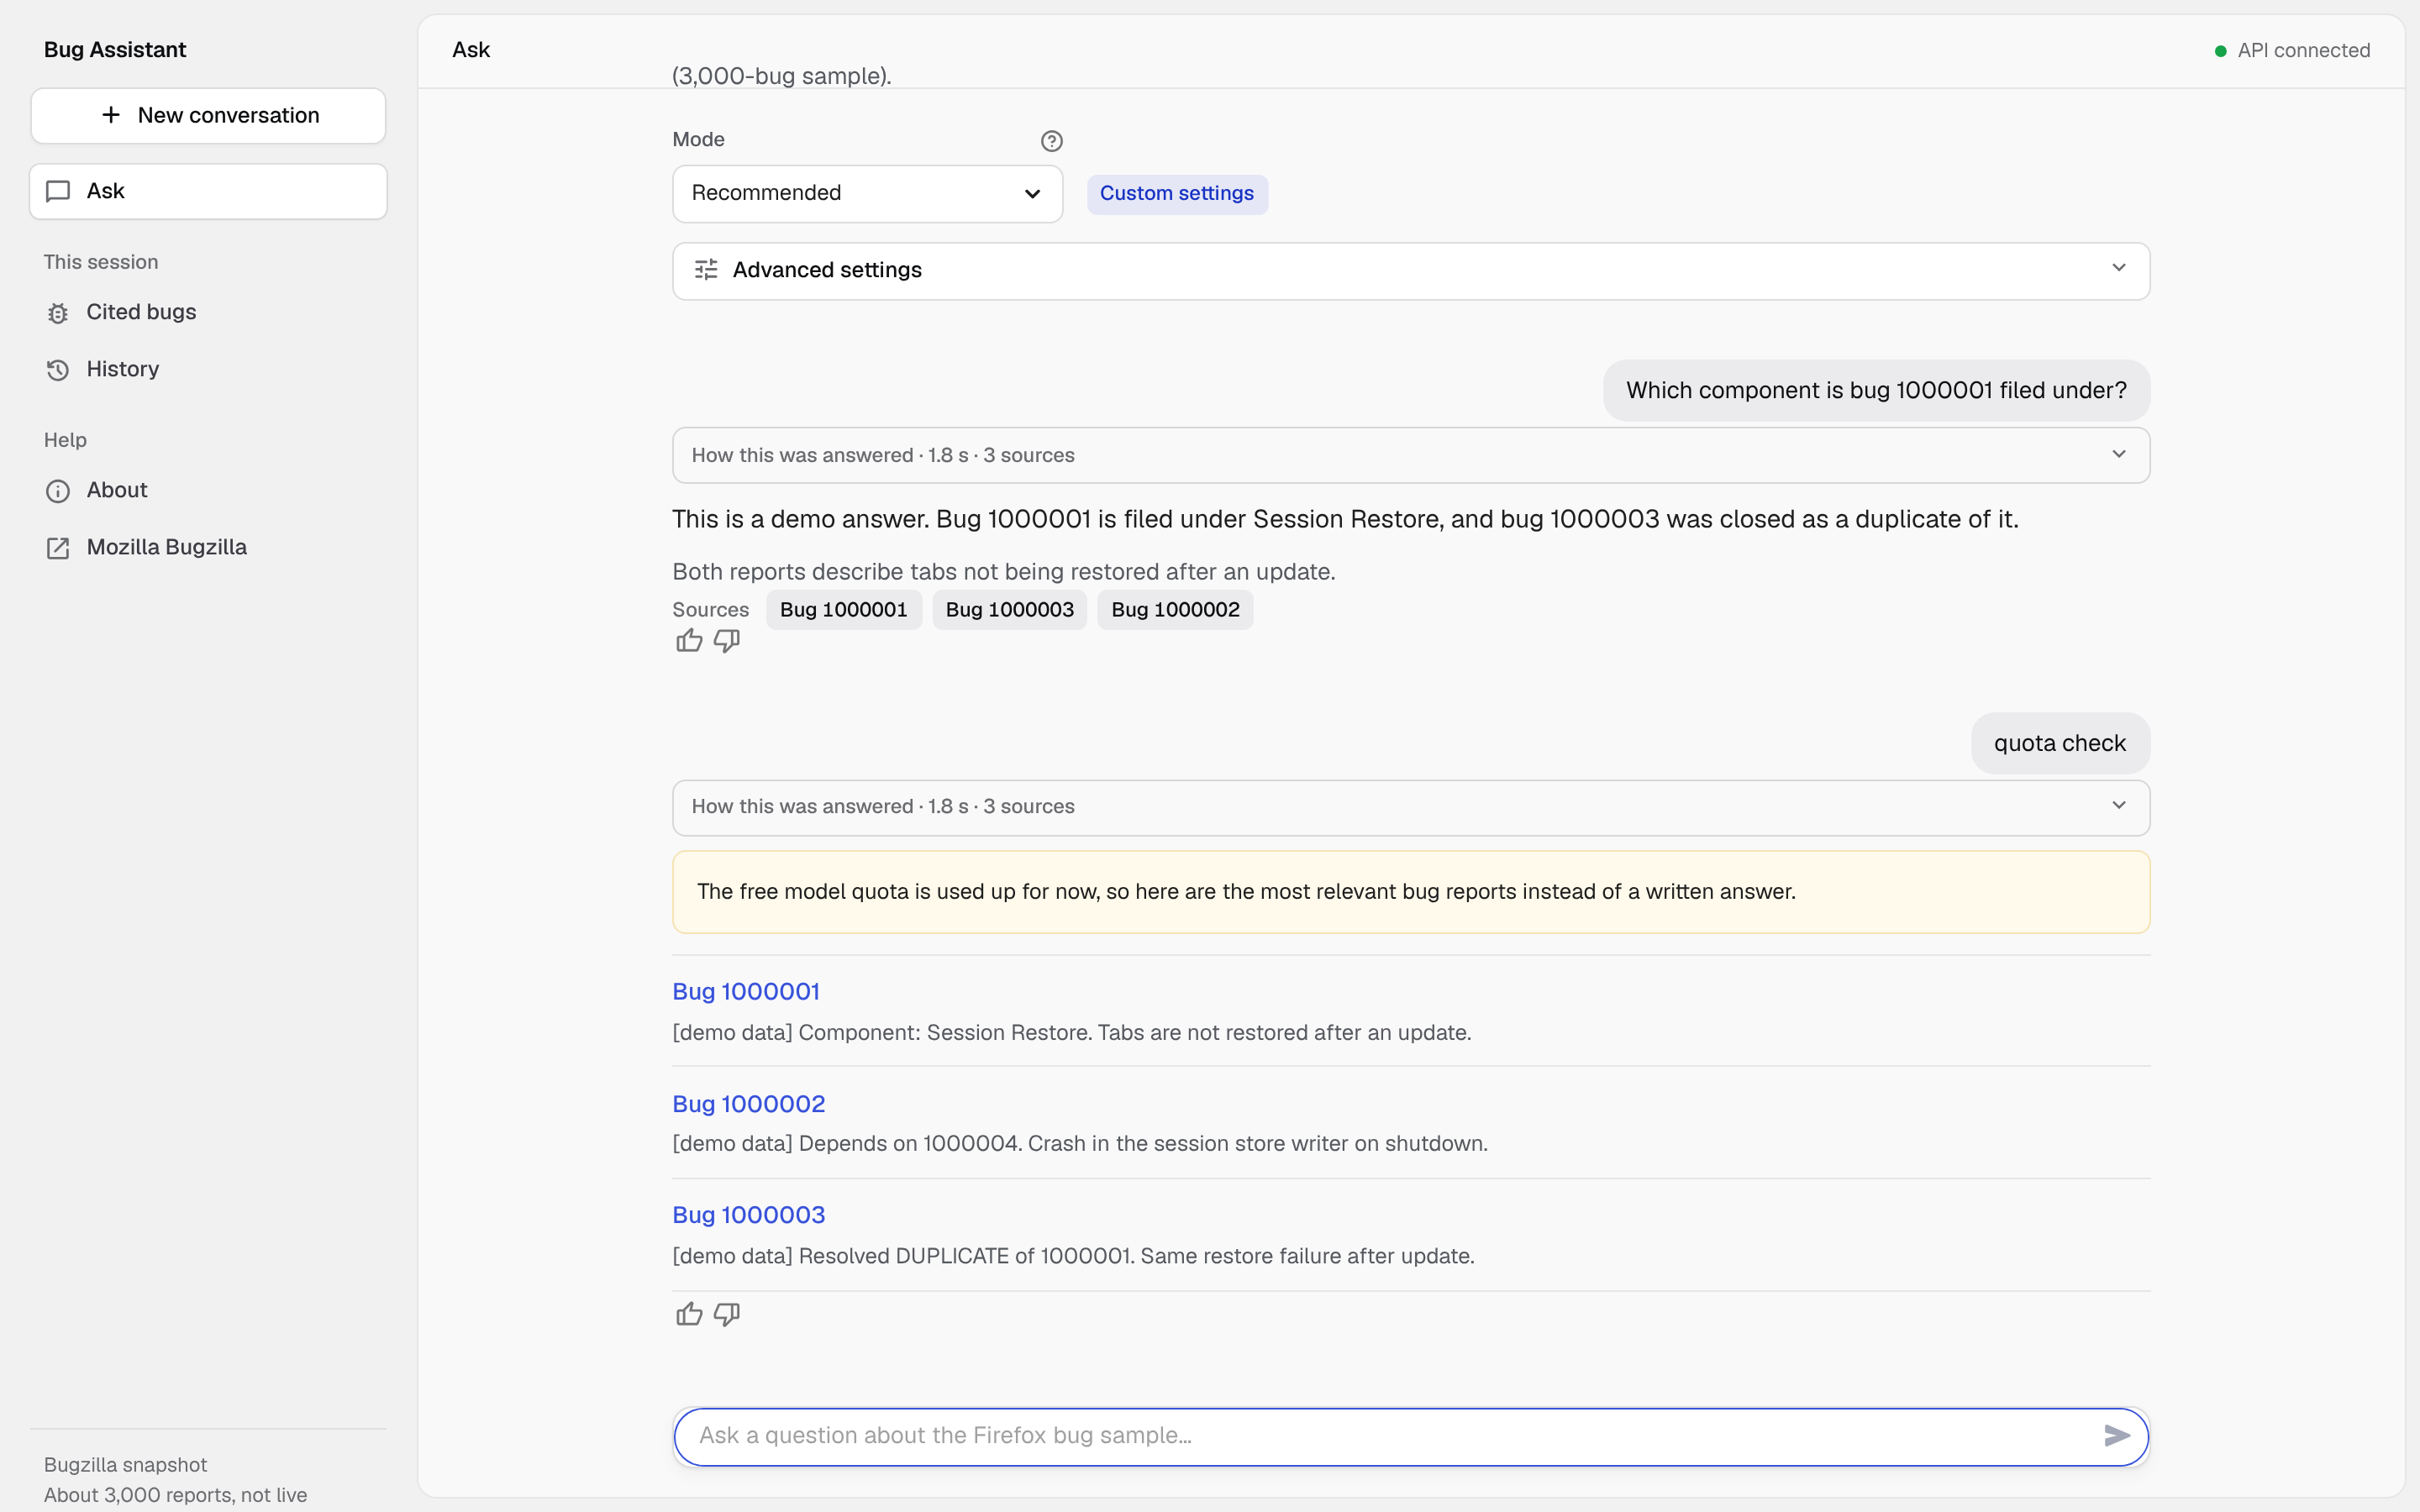 Bug Assistant
New conversation
Ask
This session
Cited bugs
History
Help
About
Mozilla Bugzilla
Bugzilla snapshot
About 3,000 reports, not live
Ask
API connected
(3,000-bug sample).
Mode
Recommended
Custom settings
Advanced settings
Which component is bug 1000001 filed under?
How this was answered · 1.8 s · 3 sources
This is a demo answer. Bug 1000001 is filed under Session Restore, and bug 1000003 was closed as a duplicate of it.
Both reports describe tabs not being restored after an update.
Sources Bug 1000001 Bug 1000003 Bug 1000002
quota check
How this was answered · 1.8 s · 3 sources
The free model quota is used up for now, so here are the most relevant bug reports instead of a written answer.
Bug 1000001
[demo data] Component: Session Restore. Tabs are not restored after an update.
Bug 1000002
[demo data] Depends on 1000004. Crash in the session store writer on shutdown.
Bug 1000003
[demo data] Resolved DUPLICATE of 1000001. Same restore failure after update.
Ask a question about the Firefox bug sample...